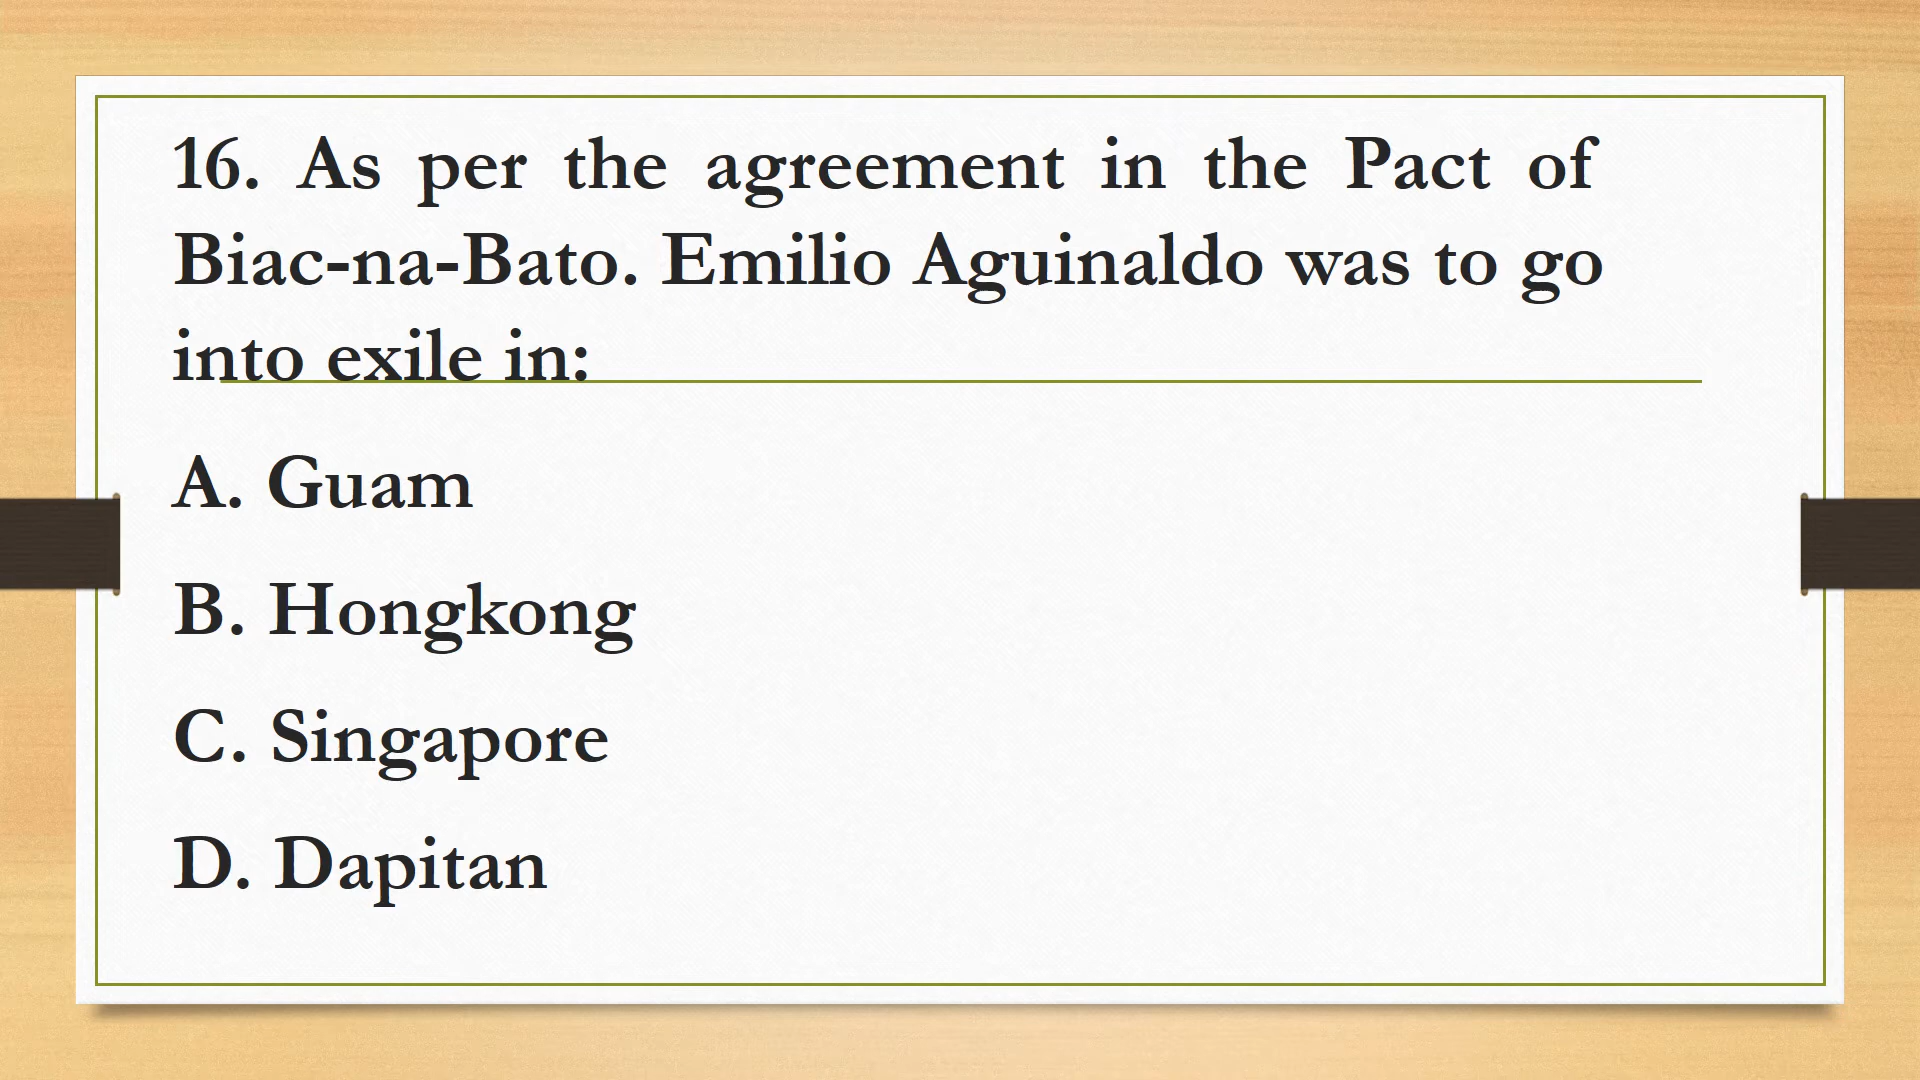 16. As per the agreement in the Pact of
Biac-na-Bato. Emilio Aguinaldo was to go
into exile in:
A. Guam
B. Hongkong
C. Singapore
D. Dapitan